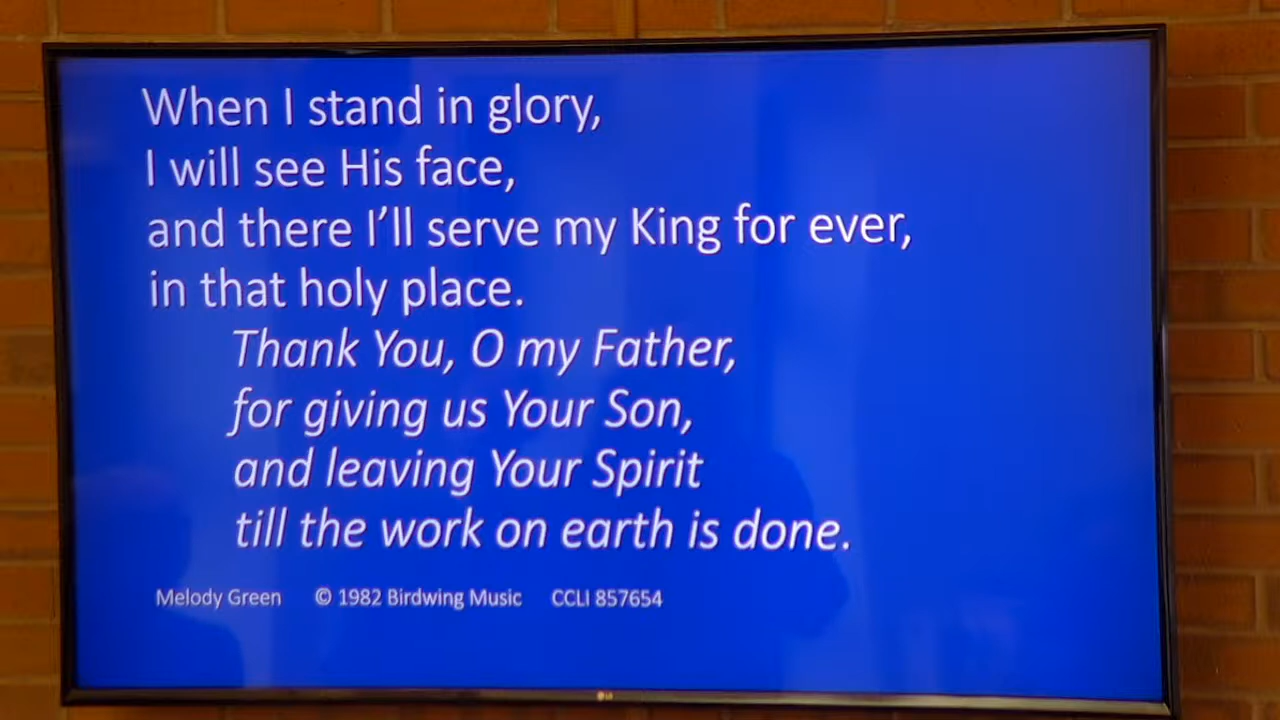 When I stand in glory,
I will see His face,
and there I’ll serve my King for ever,
in that holy place.
Thank You, O my Father,
for giving us Your Son,
and leaving Your Spirit
till the work on earth is done.
Melody Green © 1982 Birdwing Music CCLI 857654
LG